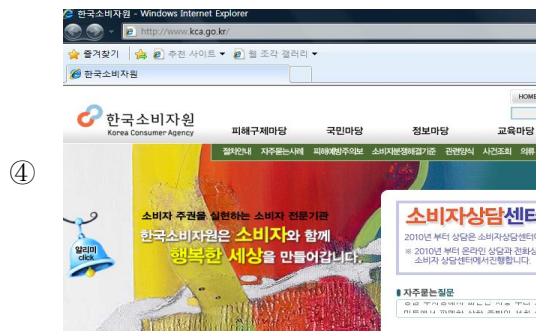 한국소비자원 - Windows Internet Explorer
http://www.kca.go.kr/
즐겨찾기 추천 사이트 웹 조각 갤러리
한국소비자원
HOME
한국소비자원
Korea Consumer Agency
피해구제마당 국민마당 정보마당 교육마당
절차안내 자주묻는사례 피해예방주의보 소비자분쟁해결기준 관련양식 사건조회 의류
④
소비자 주권을 실현하는 소비자 전문기관
한국소비자원은 소비자와 함께
행복한 세상을 만들어갑니다.
알리미
click
소비자상담센터
2010년 부터 상담은 소비자상담센터
※ 2010년 부터 온라인 상담과 전화상
소비자 상담센터에서진행합니다.
자주묻는질문